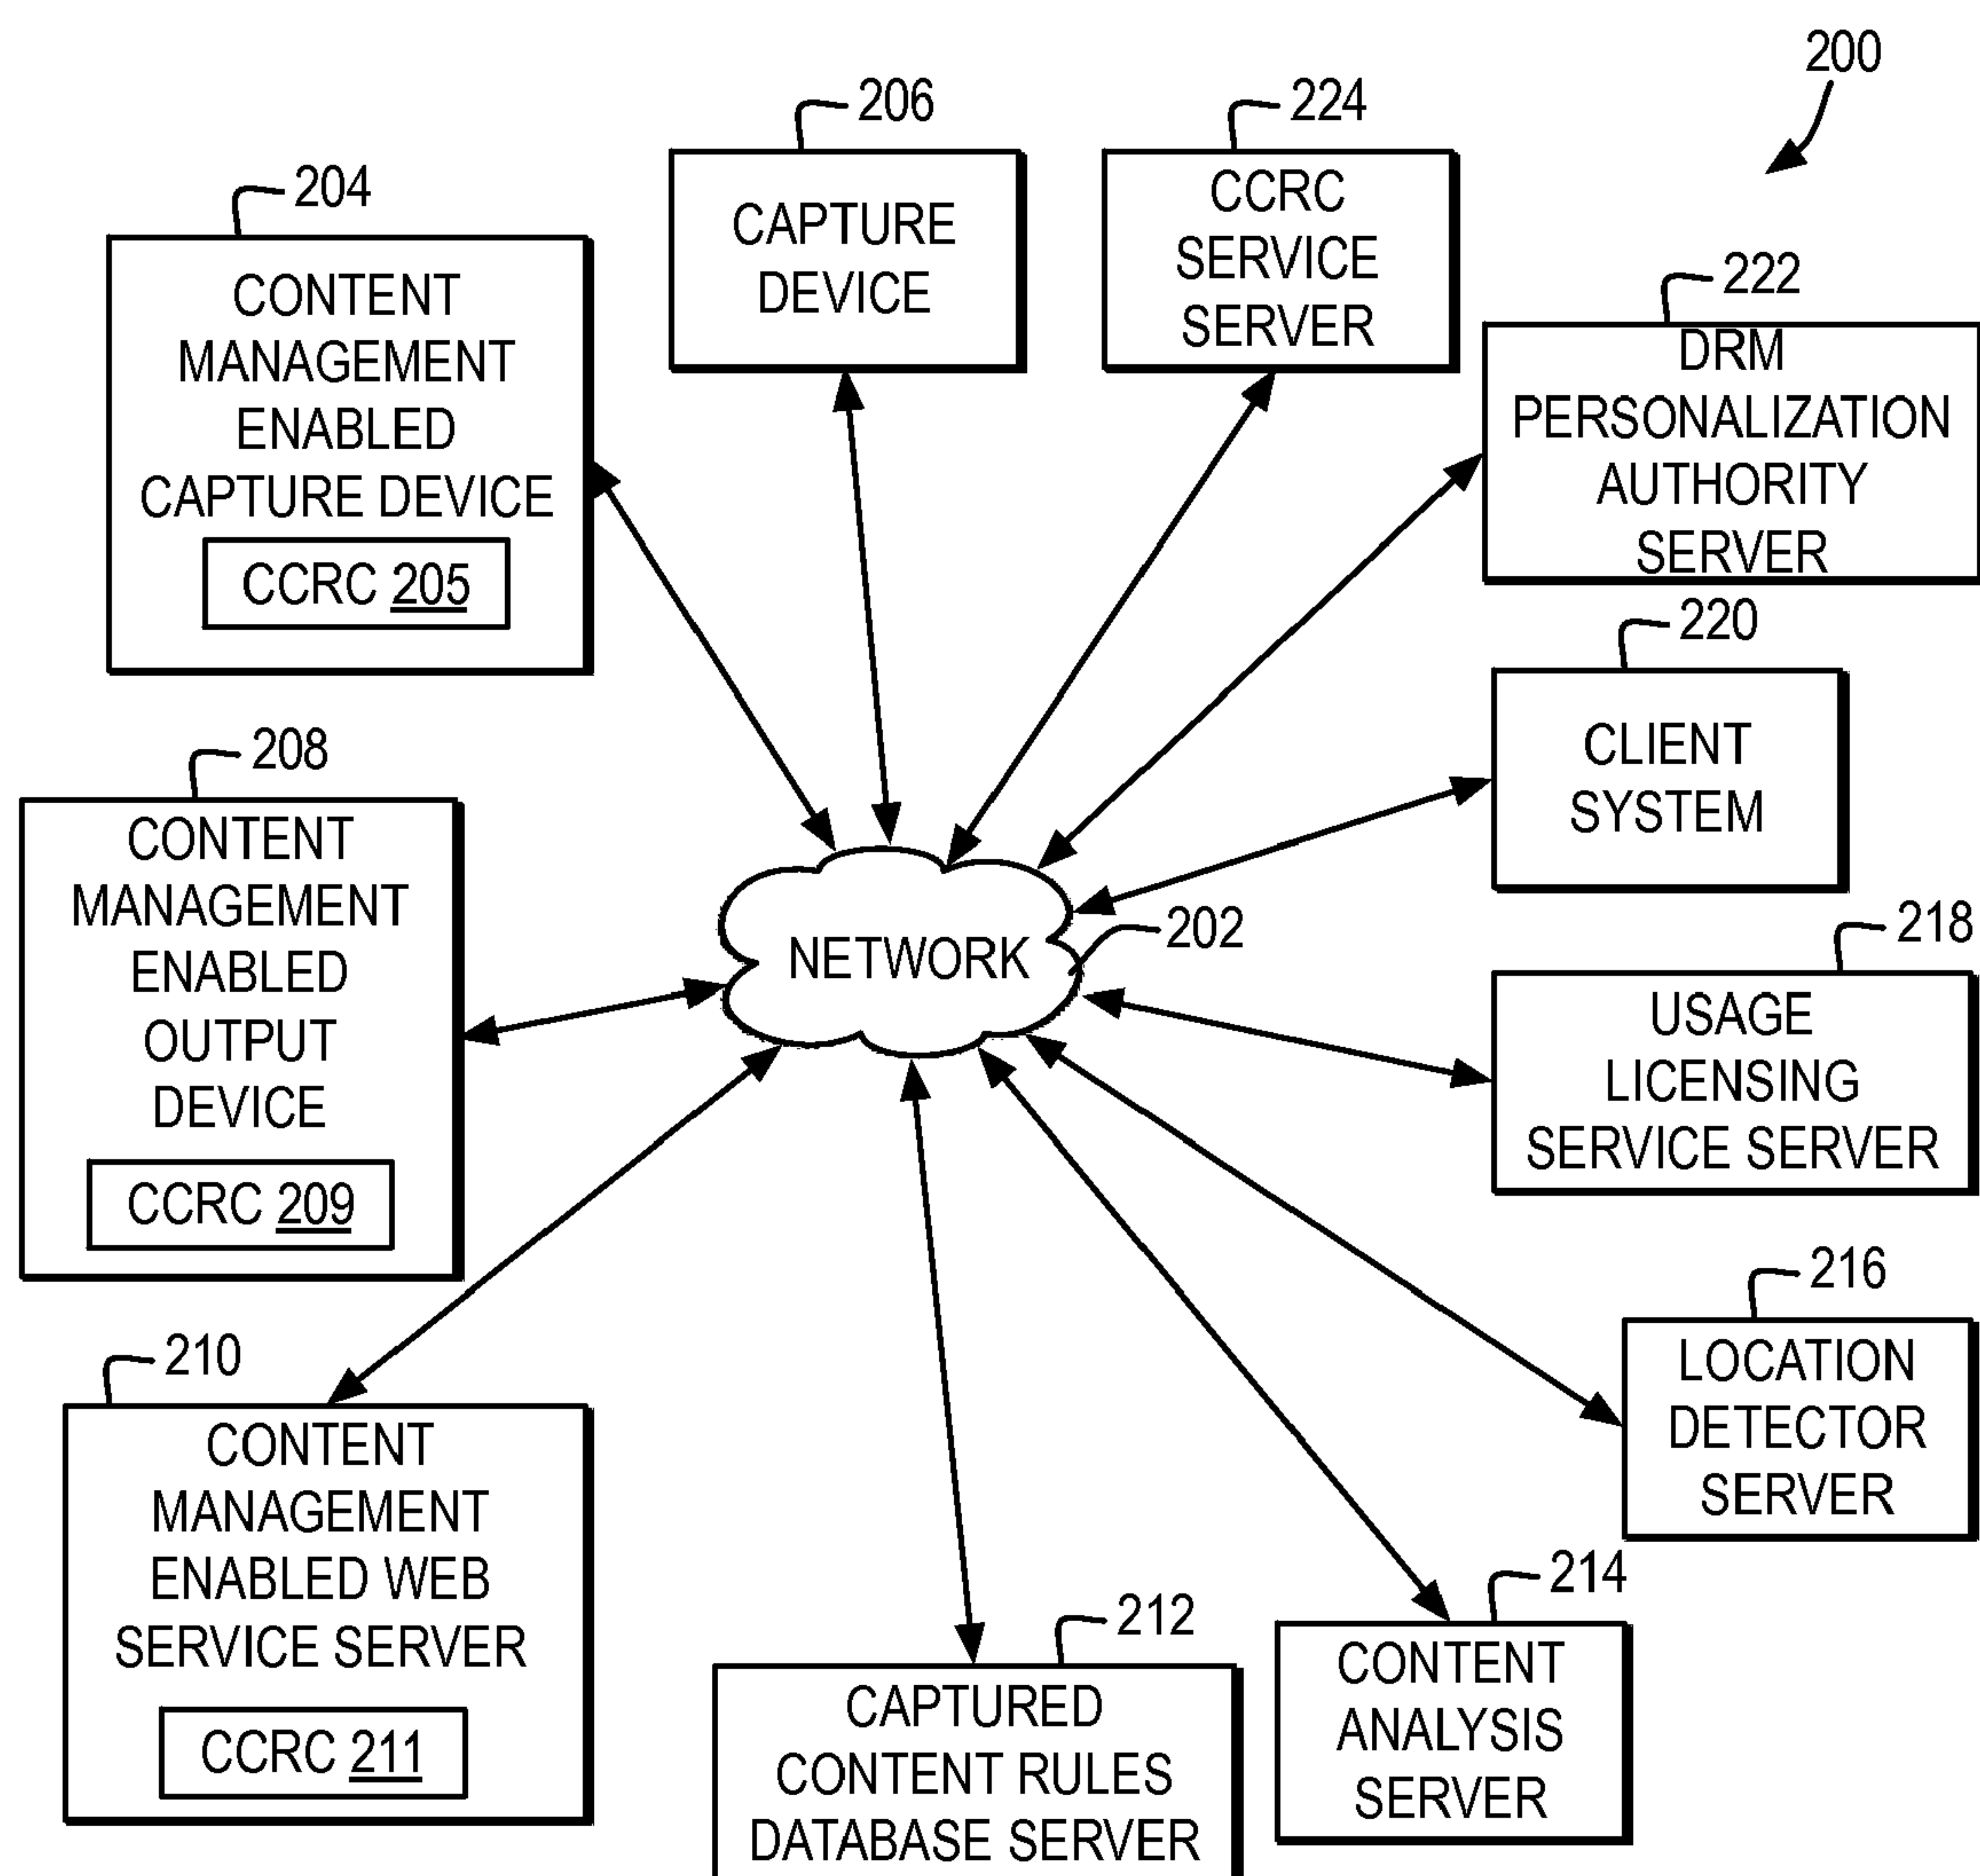 200
206
CAPTURE
DEVICE
224
CCRC
SERVICE
SERVER
204
CONTENT
MANAGEMENT
ENABLED
CAPTURE DEVICE
CCRC 205
222
DRM
PERSONALIZATION
AUTHORITY
SERVER
220
CLIENT
SYSTEM
208
CONTENT
MANAGEMENT
ENABLED
OUTPUT
DEVICE
CCRC 209
NETWORK
202
218
USAGE
LICENSING
SERVICE SERVER
216
LOCATION
DETECTOR
SERVER
210
CONTENT
MANAGEMENT
ENABLED WEB
SERVICE SERVER
CCRC 211
212
CAPTURED
CONTENT RULES
DATABASE SERVER
214
CONTENT
ANALYSIS
SERVER